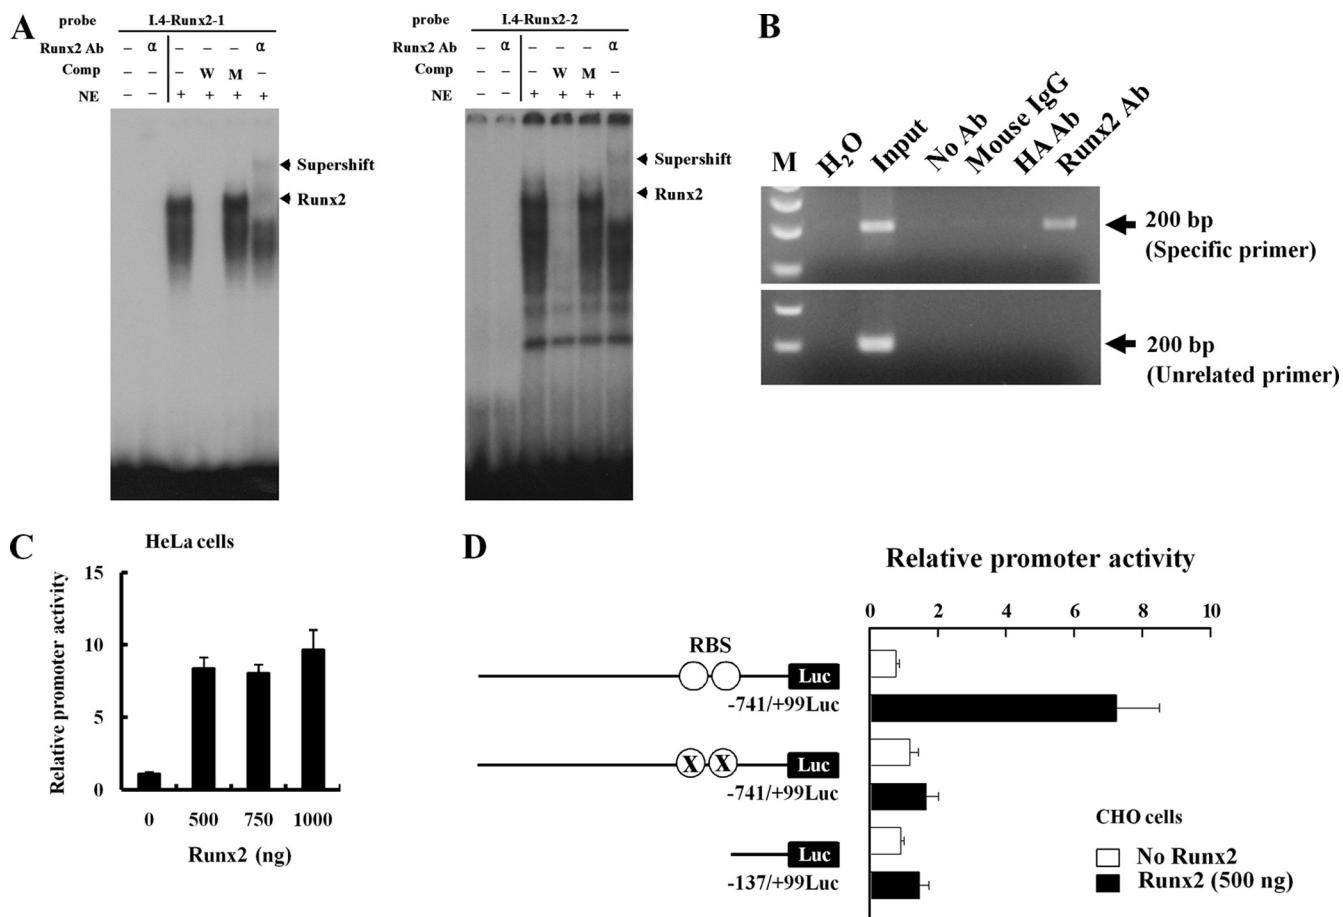 A
probe I.4-Runx2-1
Runx2 Ab – α – – – α
Comp – – – W M –
NE – – + + + +
Supershift
Runx2
probe I.4-Runx2-2
Runx2 Ab – α – – – α
Comp – – – W M –
NE – – + + + +
Supershift
Runx2
B
M H₂O Input No Ab Mouse IgG HA Ab Runx2 Ab
200 bp
(Specific primer)
200 bp
(Unrelated primer)
C
HeLa cells
Relative promoter activity
15
10
5
0
0 500 750 1000
Runx2 (ng)
D
Relative promoter activity
0 2 4 6 8 10
RBS
Luc
-741/+99Luc
X X Luc
-741/+99Luc
Luc
-137/+99Luc
CHO cells
No Runx2
Runx2 (500 ng)